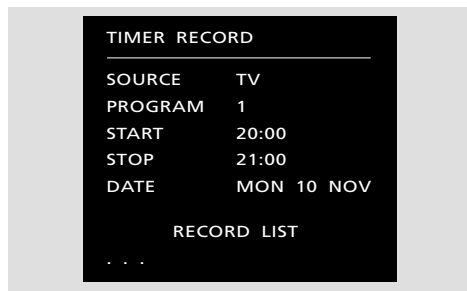 TIMER RECORD
SOURCE TV
PROGRAM 1
START 20:00
STOP 21:00
DATE MON 10 NOV
RECORD LIST
. . .